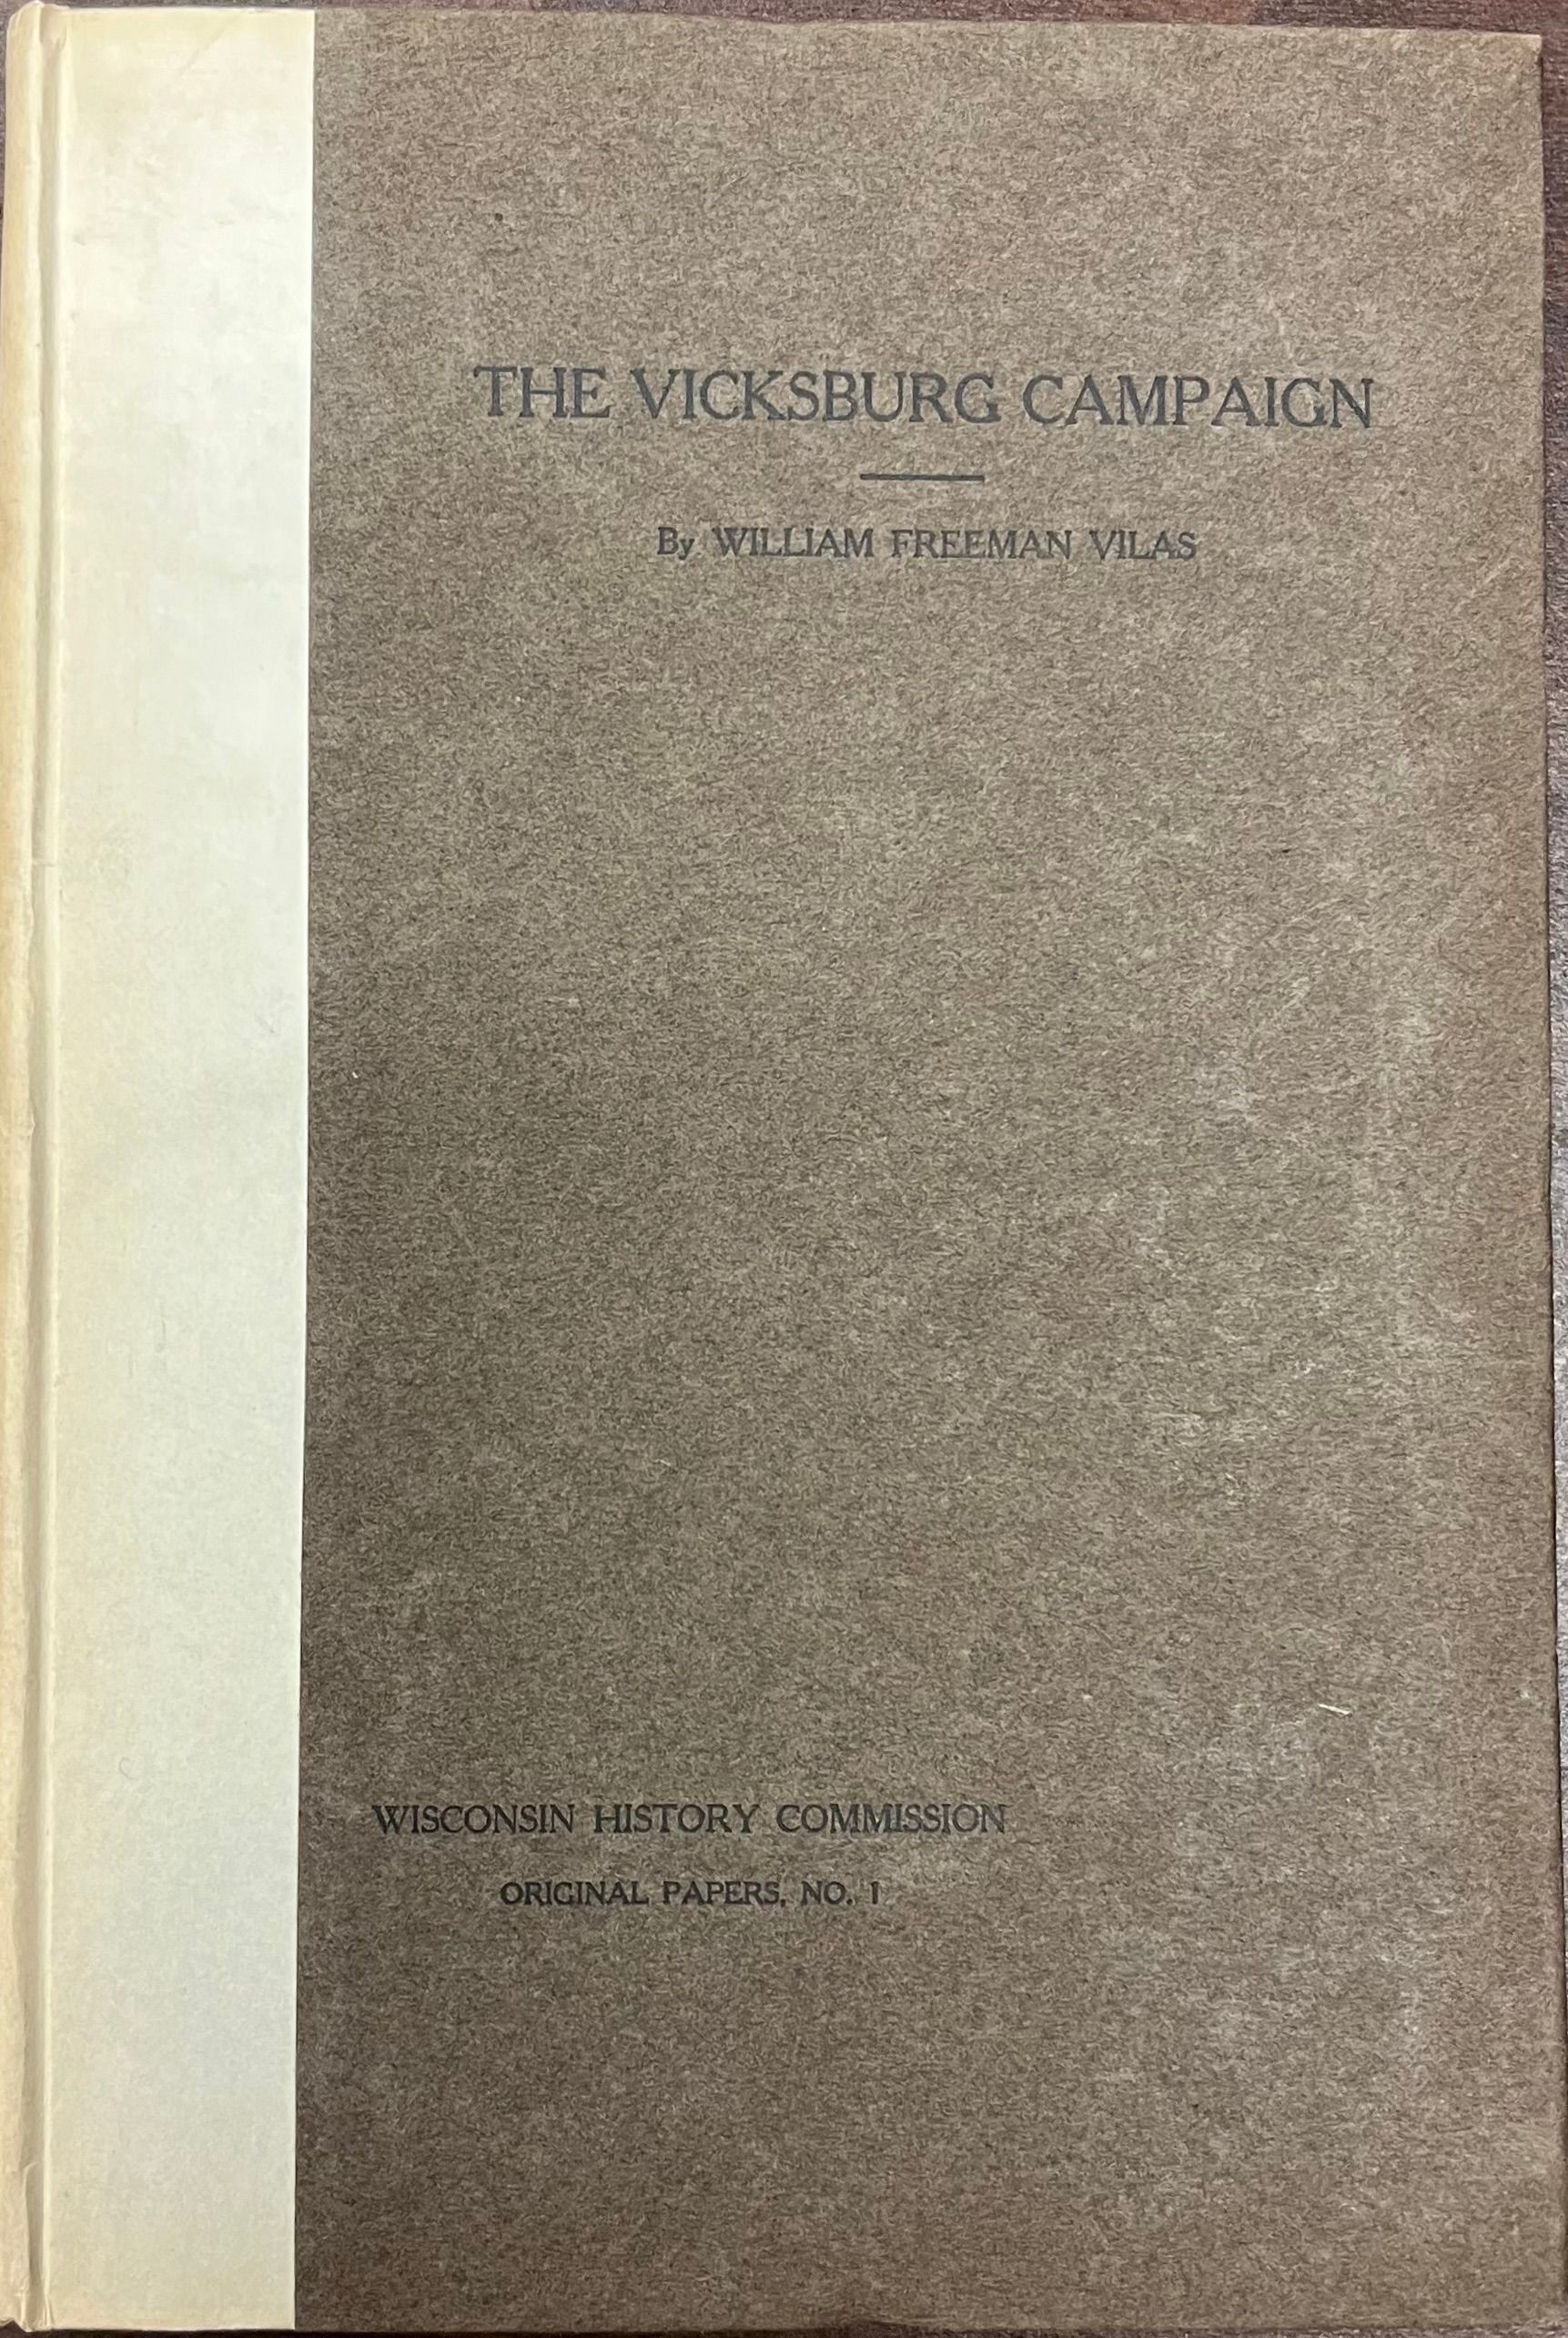 THE VICKSBURG CAMPAIGN
By WILLIAM FREEMAN VILAS
WISCONSIN HISTORY COMMISSION
ORIGINAL PAPERS, NO. 1